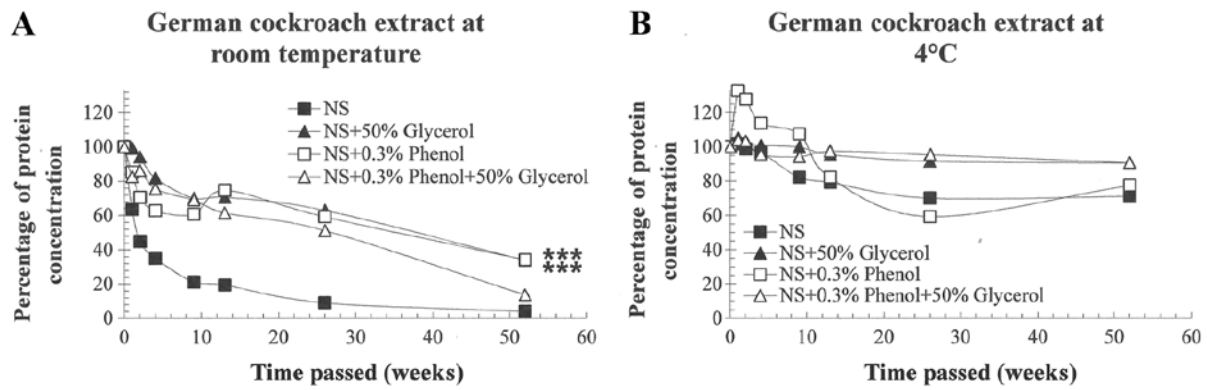 A
German cockroach extract at
room temperature
Percentage of protein
concentration
120
100
80
60
40
20
0
NS
NS+50% Glycerol
NS+0.3% Phenol
NS+0.3% Phenol+50% Glycerol
***
***
0 10 20 30 40 50 60
Time passed (weeks)
B
German cockroach extract at
4°C
Percentage of protein
concentration
120
100
80
60
40
20
0
NS
NS+50% Glycerol
NS+0.3% Phenol
NS+0.3% Phenol+50% Glycerol
0 10 20 30 40 50 60
Time passed (weeks)